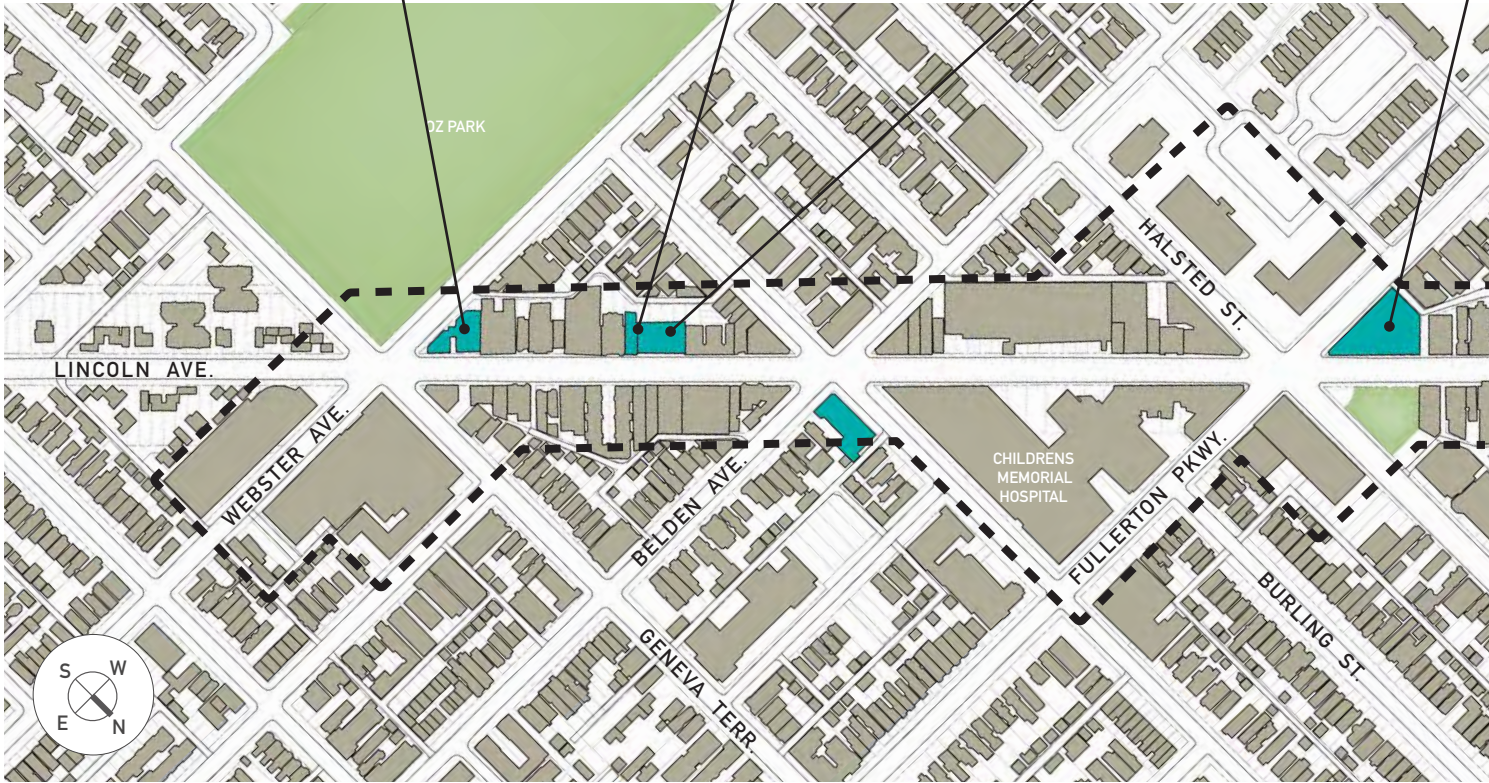 OZ PARK
HALSTED ST.
LINCOLN AVE.
WEBSTER AVE.
BELDEN AVE.
CHILDRENS
MEMORIAL
HOSPITAL
FULLERTON PKWY.
BURLING ST.
GENEVA TERR.
S W
E N